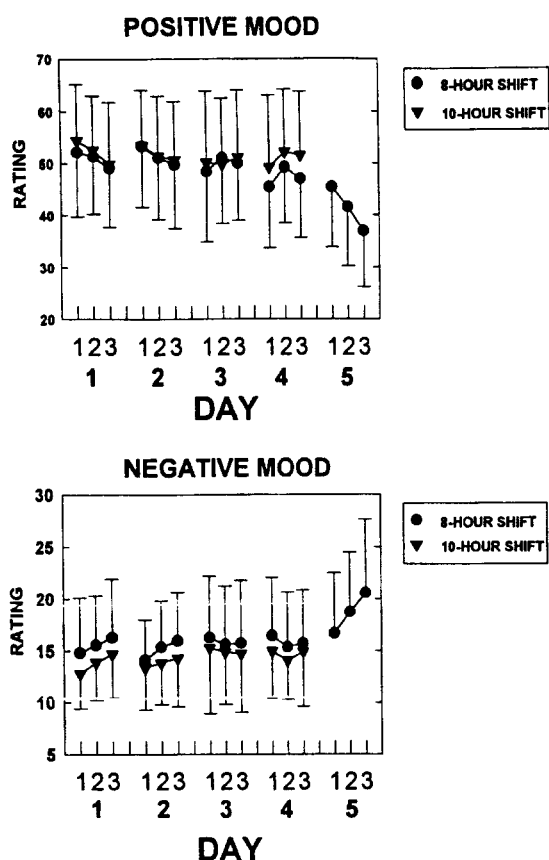 POSITIVE MOOD
70
60
50
40
30
20
RATING
8-HOUR SHIFT
10-HOUR SHIFT
123 123 123 123 123
1 2 3 4 5
DAY
NEGATIVE MOOD
30
25
20
15
10
5
RATING
8-HOUR SHIFT
10-HOUR SHIFT
123 123 123 123 123
1 2 3 4 5
DAY